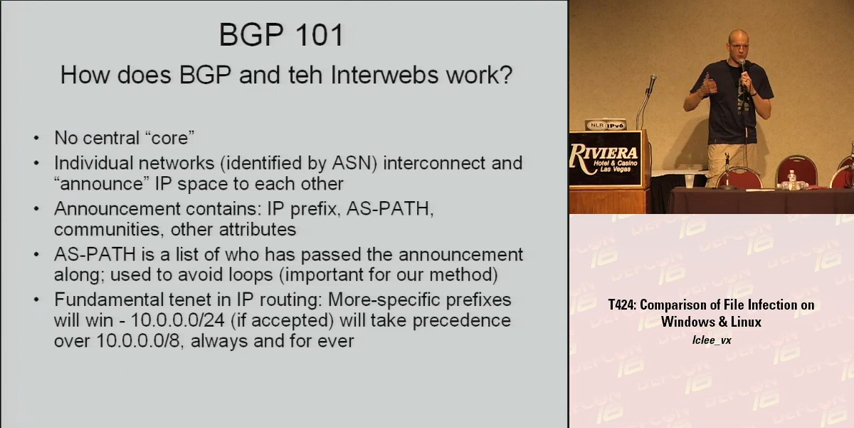 BGP 101
How does BGP and teh Interwebs work?
• No central “core”
• Individual networks (identified by ASN) interconnect and
“announce” IP space to each other
• Announcement contains: IP prefix, AS-PATH,
communities, other attributes
• AS-PATH is a list of who has passed the announcement
along; used to avoid loops (important for our method)
• Fundamental tenet in IP routing: More-specific prefixes
will win - 10.0.0.0/24 (if accepted) will take precedence
over 10.0.0.0/8, always and for ever
NLR IPv6
RIVIERA
Hotel & Casino
Las Vegas
T424: Comparison of File Infection on
Windows & Linux
lclee_vx
DEFCON
16